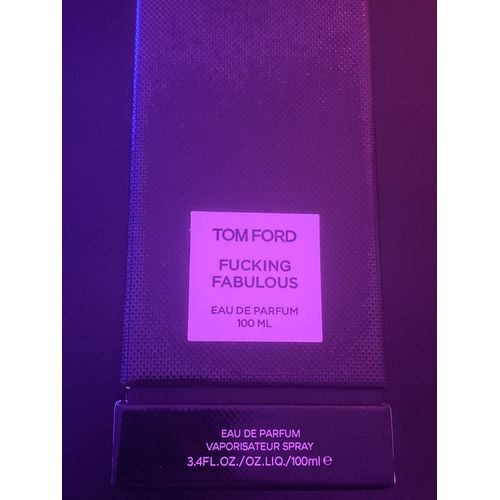 TOM FORD
FUCKING
FABULOUS
EAU DE PARFUM
100 ML
EAU DE PARFUM
VAPORISATEUR SPRAY
3.4FL.OZ./OZ.LIQ./100ml ℮